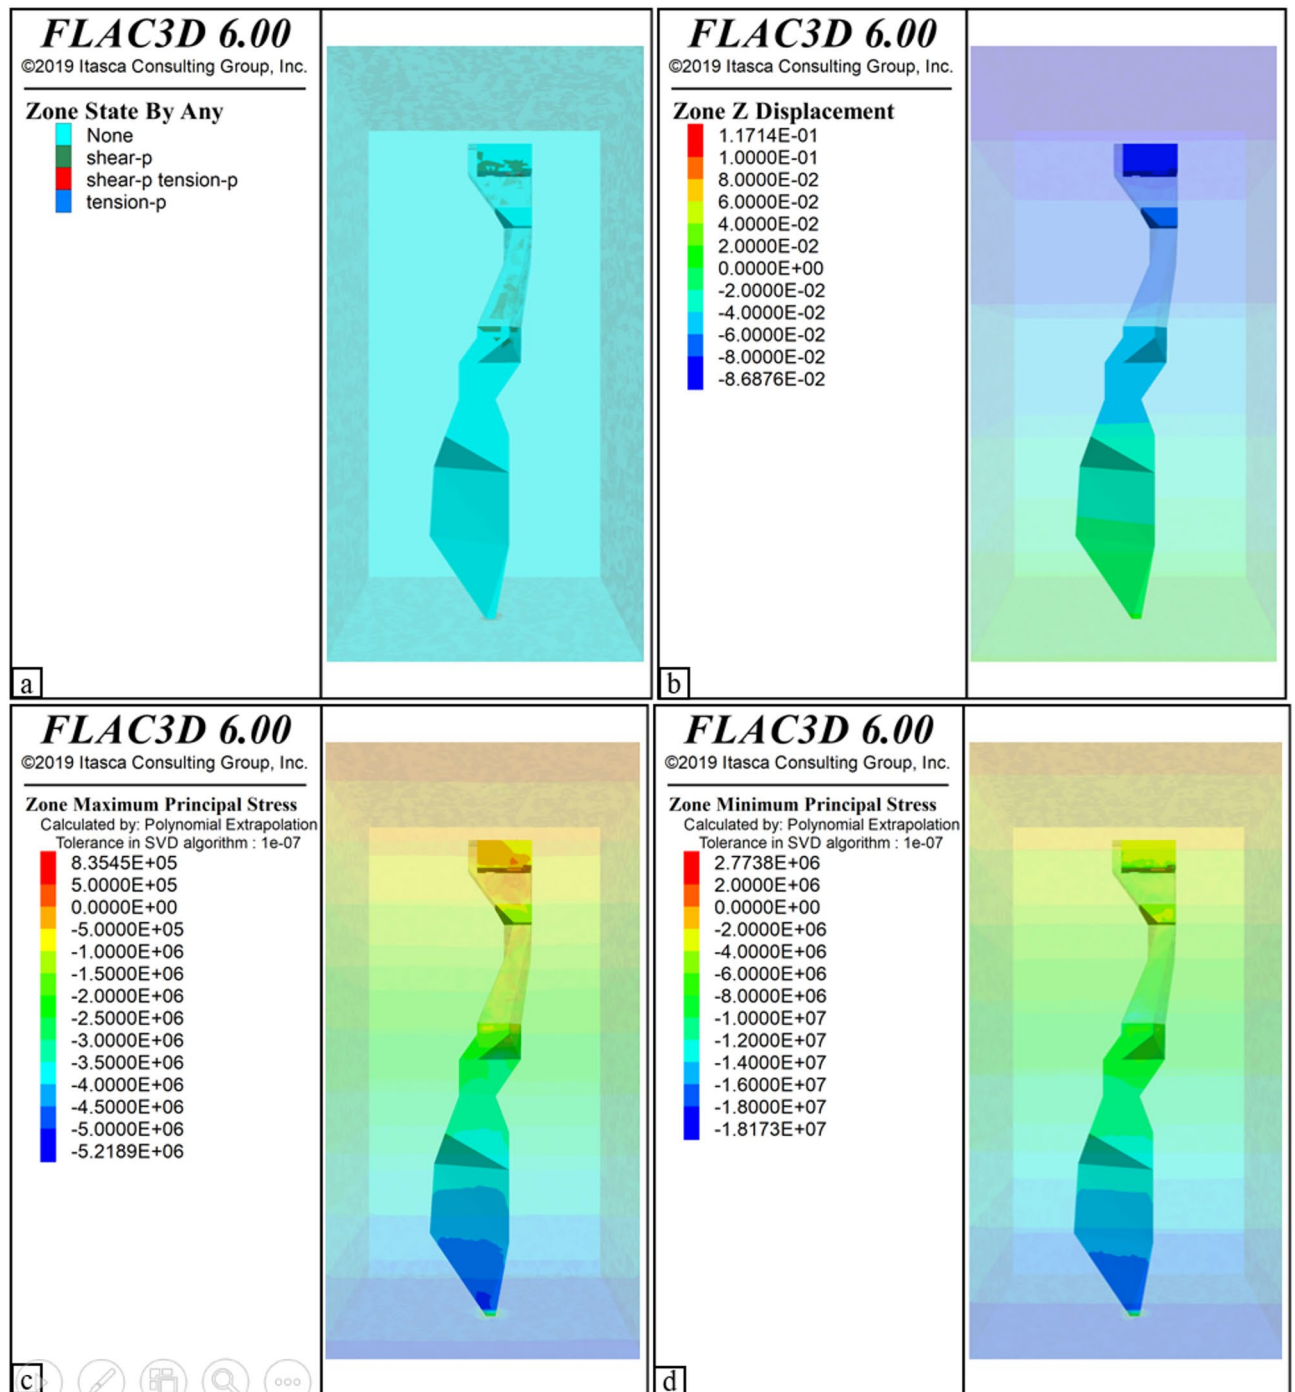 FLAC3D 6.00
©2019 Itasca Consulting Group, Inc.
Zone State By Any
None
shear-p
shear-p tension-p
tension-p
a
FLAC3D 6.00
©2019 Itasca Consulting Group, Inc.
Zone Z Displacement
1.1714E-01
1.0000E-01
8.0000E-02
6.0000E-02
4.0000E-02
2.0000E-02
0.0000E+00
-2.0000E-02
-4.0000E-02
-6.0000E-02
-8.0000E-02
-8.6876E-02
b
FLAC3D 6.00
©2019 Itasca Consulting Group, Inc.
Zone Maximum Principal Stress
Calculated by: Polynomial Extrapolation
Tolerance in SVD algorithm : 1e-07
8.3545E+05
5.0000E+05
0.0000E+00
-5.0000E+05
-1.0000E+06
-1.5000E+06
-2.0000E+06
-2.5000E+06
-3.0000E+06
-3.5000E+06
-4.0000E+06
-4.5000E+06
-5.0000E+06
-5.2189E+06
c
FLAC3D 6.00
©2019 Itasca Consulting Group, Inc.
Zone Minimum Principal Stress
Calculated by: Polynomial Extrapolation
Tolerance in SVD algorithm : 1e-07
2.7738E+06
2.0000E+06
0.0000E+00
-2.0000E+06
-4.0000E+06
-6.0000E+06
-8.0000E+06
-1.0000E+07
-1.2000E+07
-1.4000E+07
-1.6000E+07
-1.8000E+07
-1.8173E+07
d